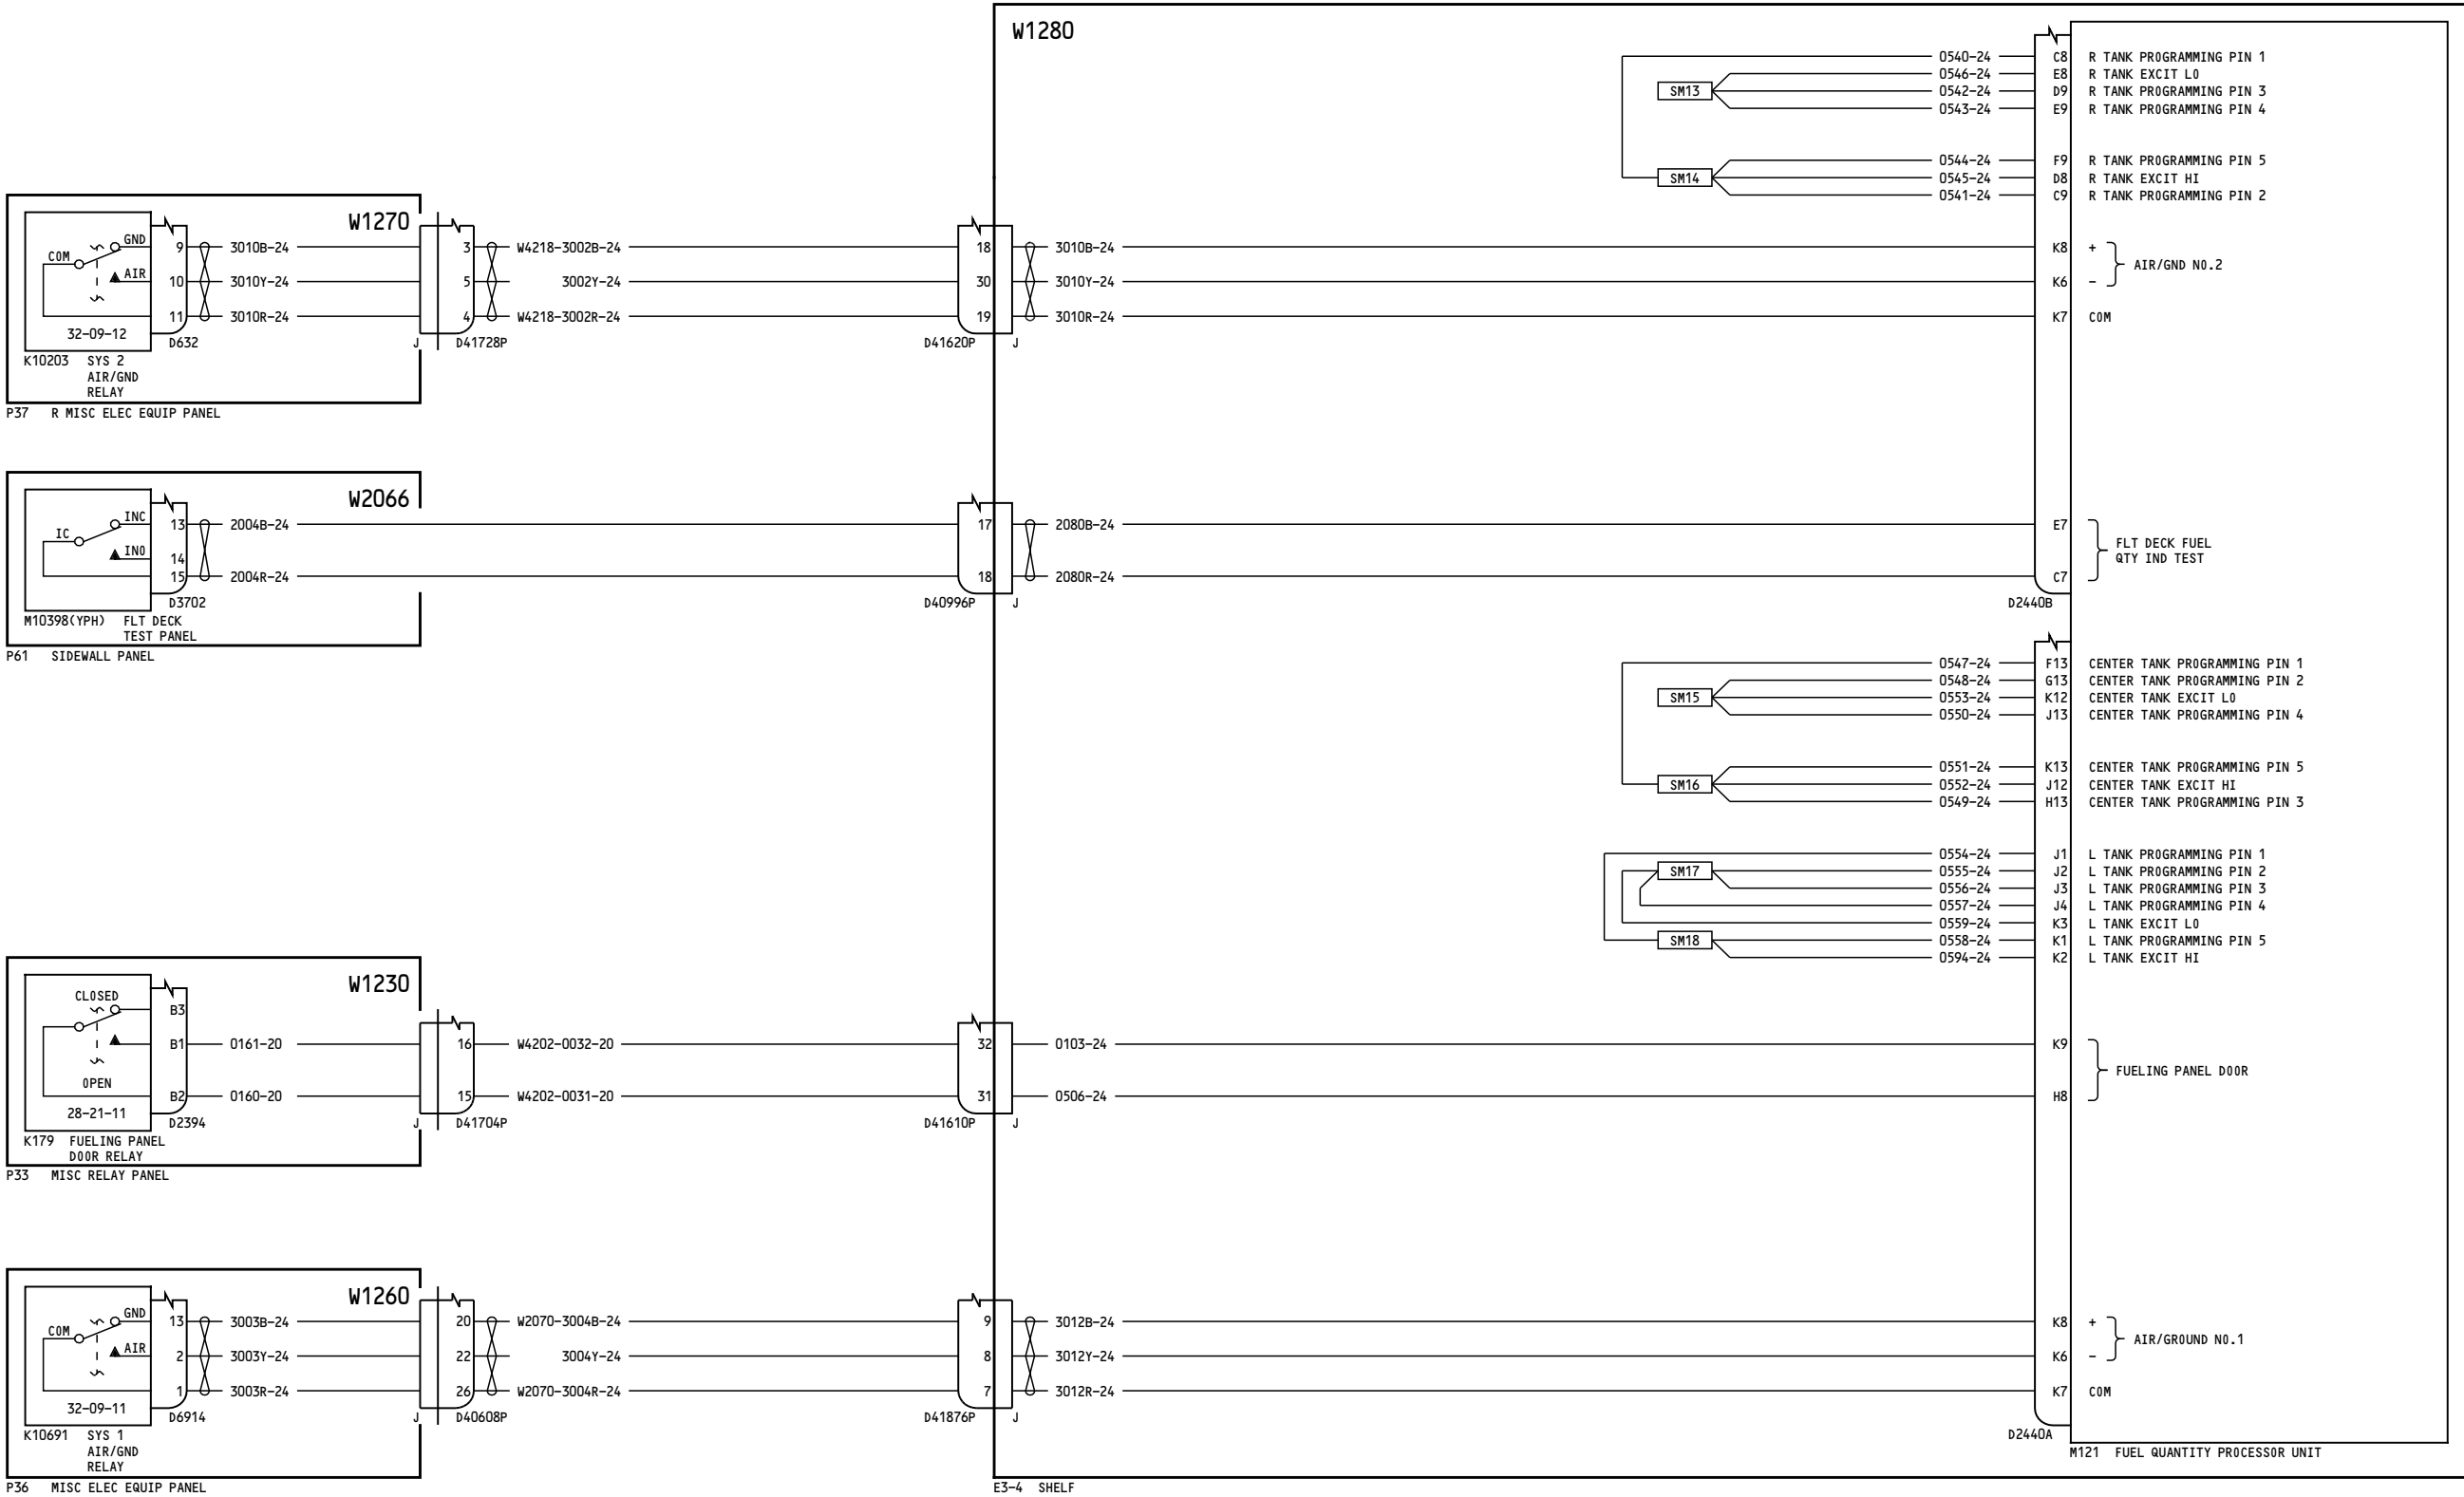 W1280
0540-24 C8 R TANK PROGRAMMING PIN 1
0546-24 E8 R TANK EXCIT LO
SM13 0542-24 D9 R TANK PROGRAMMING PIN 3
0543-24 E9 R TANK PROGRAMMING PIN 4
0544-24 F9 R TANK PROGRAMMING PIN 5
SM14 0545-24 D8 R TANK EXCIT HI
0541-24 C9 R TANK PROGRAMMING PIN 2
W1270
GND 9 3010B-24 3 W4218-3002B-24 18 3010B-24 K8 +
COM
AIR/GND NO.2
AIR 10 3010Y-24 5 3002Y-24 30 3010Y-24 K6 -
11 3010R-24 4 W4218-3002R-24 19 3010R-24 K7 COM
32-09-12
D632 J D41728P D41620P J
K10203 SYS 2
AIR/GND
RELAY
P37 R MISC ELEC EQUIP PANEL
W2066
INC 13 2004B-24 17 2080B-24 E7
IC
FLT DECK FUEL
QTY IND TEST
INO 14
15 2004R-24 18 2080R-24 C7
D3702 D40996P J D2440B
M10398(YPH) FLT DECK
TEST PANEL
P61 SIDEWALL PANEL
0547-24 F13 CENTER TANK PROGRAMMING PIN 1
0548-24 G13 CENTER TANK PROGRAMMING PIN 2
SM15 0553-24 K12 CENTER TANK EXCIT LO
0550-24 J13 CENTER TANK PROGRAMMING PIN 4
0551-24 K13 CENTER TANK PROGRAMMING PIN 5
SM16 0552-24 J12 CENTER TANK EXCIT HI
0549-24 H13 CENTER TANK PROGRAMMING PIN 3
0554-24 J1 L TANK PROGRAMMING PIN 1
SM17 0555-24 J2 L TANK PROGRAMMING PIN 2
0556-24 J3 L TANK PROGRAMMING PIN 3
0557-24 J4 L TANK PROGRAMMING PIN 4
0559-24 K3 L TANK EXCIT LO
SM18 0558-24 K1 L TANK PROGRAMMING PIN 5
0594-24 K2 L TANK EXCIT HI
W1230
CLOSED
B3
B1 0161-20 16 W4202-0032-20 32 0103-24 K9
FUELING PANEL DOOR
OPEN
B2 0160-20 15 W4202-0031-20 31 0506-24 H8
28-21-11
D2394 J D41704P D41610P J
K179 FUELING PANEL
DOOR RELAY
P33 MISC RELAY PANEL
W1260
GND 13 3003B-24 20 W2070-3004B-24 9 3012B-24 K8 +
COM
AIR/GROUND NO.1
AIR 2 3003Y-24 22 3004Y-24 8 3012Y-24 K6 -
1 3003R-24 26 W2070-3004R-24 7 3012R-24 K7 COM
32-09-11
D6914 J D40608P D41876P J
K10691 SYS 1
AIR/GND
RELAY
D2440A
M121 FUEL QUANTITY PROCESSOR UNIT
P36 MISC ELEC EQUIP PANEL
E3-4 SHELF